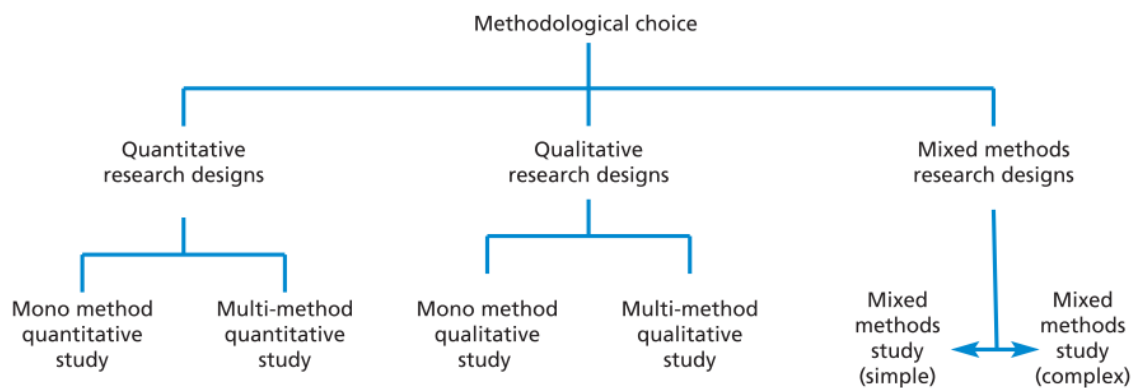 Methodological choice
Quantitative
research designs
Qualitative
research designs
Mixed methods
research designs
Mono method
quantitative
study
Multi-method
quantitative
study
Mono method
qualitative
study
Multi-method
qualitative
study
Mixed
methods
study
(simple)
Mixed
methods
study
(complex)